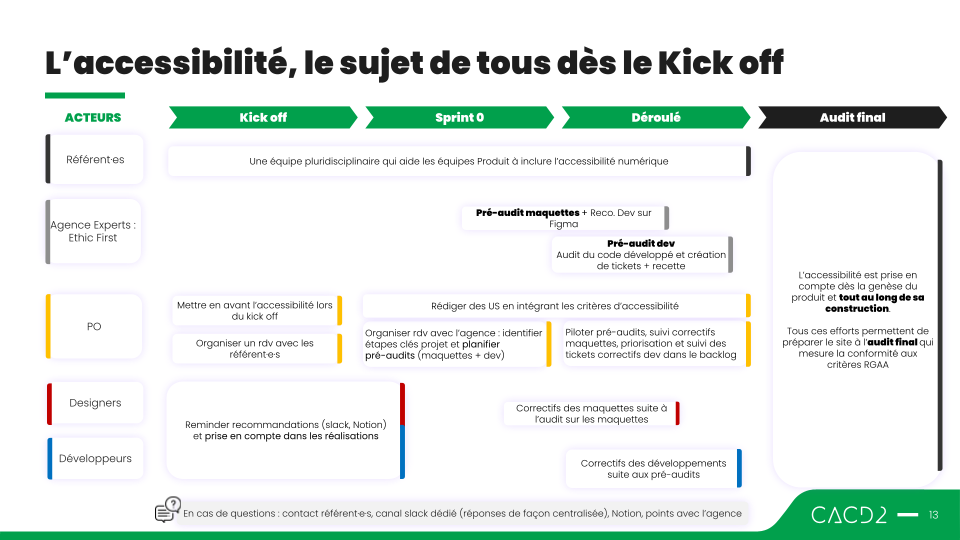 L’accessibilité, le sujet de tous dès le Kick off
ACTEURS
Kick off
Sprint 0
Déroulé
Audit final
Référent·es
Une équipe pluridisciplinaire qui aide les équipes Produit à inclure l’accessibilité numérique
Agence Experts :
Ethic First
Pré-audit maquettes + Reco. Dev sur
Figma
Pré-audit dev
Audit du code développé et création
de tickets + recette
PO
Mettre en avant l’accessibilité lors
du kick off
Rédiger des US en intégrant les critères d’accessibilité
Organiser un rdv avec les
référent·e·s
Organiser rdv avec l’agence : identifier
étapes clés projet et planifier
pré-audits (maquettes + dev)
Piloter pré-audits, suivi correctifs
maquettes, priorisation et suivi des
tickets correctifs dev dans le backlog
Designers
Reminder recommandations (slack, Notion)
et prise en compte dans les réalisations
Correctifs des maquettes suite à
l’audit sur les maquettes
Développeurs
Correctifs des développements
suite aux pré-audits
L’accessibilité est prise en
compte dès la genèse du
produit et tout au long de sa
construction.
Tous ces efforts permettent de
préparer le site à l’audit final qui
mesure la conformité aux
critères RGAA
?
En cas de questions : contact référent·e·s, canal slack dédié (réponses de façon centralisée), Notion, points avec l’agence
CACD2
13